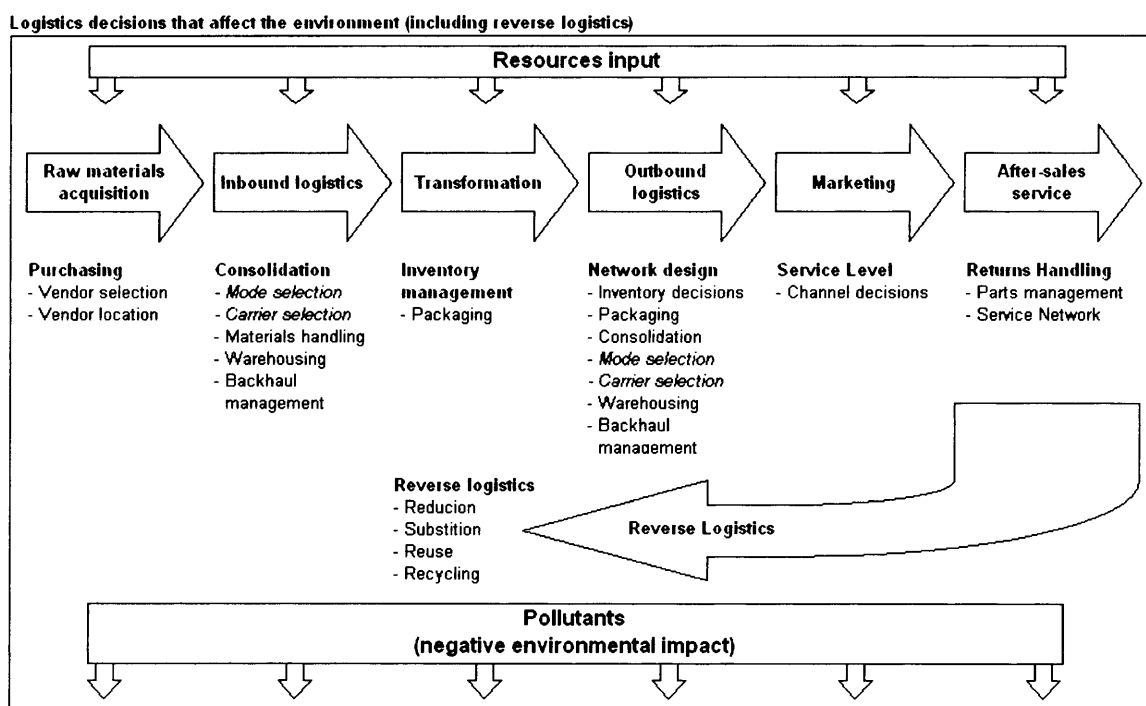 Logistics decisions that affect the environment (including reverse logistics)
Resources input
Raw materials
acquisition
Inbound logistics
Transformation
Outbound
logistics
Marketing
After-sales
service
Purchasing
- Vendor selection
- Vendor location
Consolidation
- Mode selection
- Carrier selection
- Materials handling
- Warehousing
- Backhaul
management
Inventory
management
- Packaging
Network design
- Inventory decisions
- Packaging
- Consolidation
- Mode selection
- Carrier selection
- Warehousing
- Backhaul
management
Service Level
- Channel decisions
Returns Handling
- Parts management
- Service Network
Reverse logistics
- Reducion
- Substition
- Reuse
- Recycling
Reverse Logistics
Pollutants
(negative environmental impact)